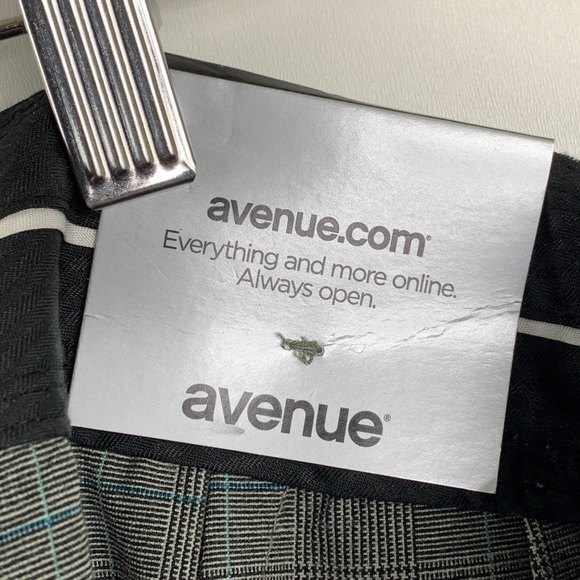 avenue.com®
Everything and more online.
Always open.
avenue®